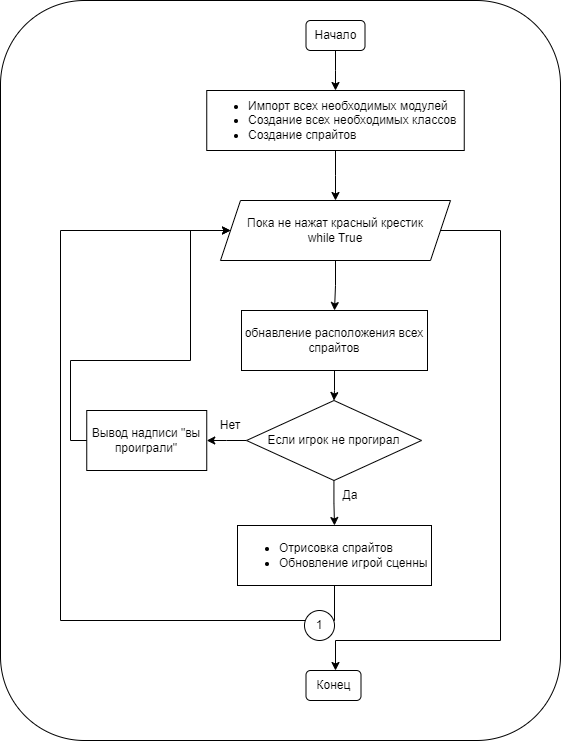 Начало
Импорт всех необходимых модулей
Создание всех необходимых классов
Создание спрайтов
Пока не нажат красный крестик
while True
обнавление расположения всех
спрайтов
Если игрок не прогирал
Нет
Вывод надписи "вы
проиграли"
Да
Отрисовка спрайтов
Обновление игрой сценны
1
Конец